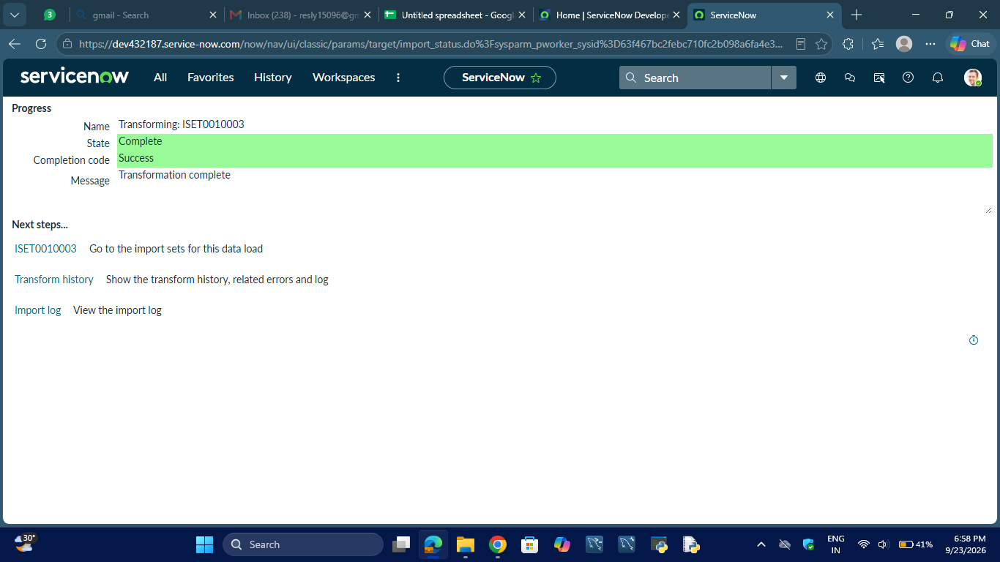 3
gmail - Search
Inbox (238) - resly15096@gm
Untitled spreadsheet - Googl
Home | ServiceNow Develope
ServiceNow
https://dev432187.service-now.com/now/nav/ui/classic/params/target/import_status.do%3Fsysparm_pworker_sysid%3D63f467bc2febc710fc2b098a6fa4e3...
Chat
servicenow
All
Favorites
History
Workspaces
ServiceNow
Search
Progress
Name Transforming: ISET0010003
State Complete
Completion code Success
Message Transformation complete
Next steps...
ISET0010003 Go to the import sets for this data load
Transform history Show the transform history, related errors and log
Import log View the import log
30°
Search
ENG
IN
41%
6:58 PM
9/23/2026